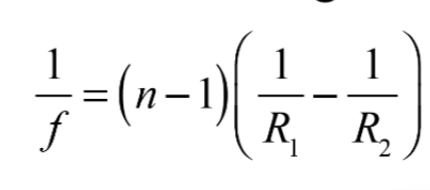 1/f = (n − 1)(1/R₁ − 1/R₂)